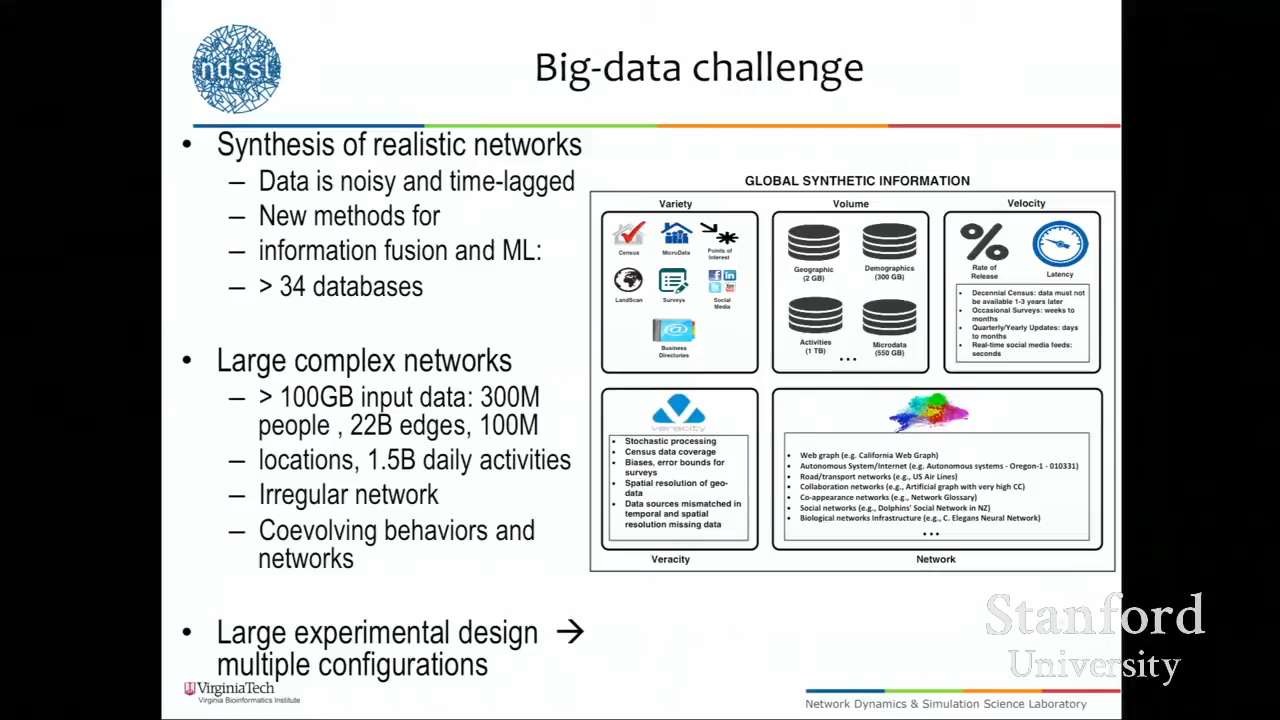 ndssl
Big-data challenge
• Synthesis of realistic networks
– Data is noisy and time-lagged
– New methods for
– information fusion and ML:
– > 34 databases
• Large complex networks
– > 100GB input data: 300M
people , 22B edges, 100M
– locations, 1.5B daily activities
– Irregular network
– Coevolving behaviors and
networks
• Large experimental design →
multiple configurations
GLOBAL SYNTHETIC INFORMATION
Variety
Census
MicroData
Points of
Interest
LandScan
Surveys
Social
Media
Business
Directories
Volume
Geographic
(2 GB)
Demographics
(300 GB)
Activities
(1 TB)
Microdata
(550 GB)
• • •
Velocity
%
Rate of
Release
Latency
• Decennial Census: data must not
be available 1-3 years later
• Occasional Surveys: weeks to
months
• Quarterly/Yearly Updates: days
to months
• Real-time social media feeds:
seconds
veracity
• Stochastic processing
• Census data coverage
• Biases, error bounds for
surveys
• Spatial resolution of geo-
data
• Data sources mismatched in
temporal and spatial
resolution missing data
Veracity
• Web graph (e.g. California Web Graph)
• Autonomous System/Internet (e.g. Autonomous systems - Oregon-1 - 010331)
• Road/transport networks (e.g., US Air Lines)
• Collaboration networks (e.g., Artificial graph with very high CC)
• Co-appearance networks (e.g., Network Glossary)
• Social networks (e.g., Dolphins' Social Network in NZ)
• Biological networks Infrastructure (e.g., C. Elegans Neural Network)
• • •
Network
Stanford
University
VirginiaTech
Virginia Bioinformatics Institute
Network Dynamics & Simulation Science Laboratory